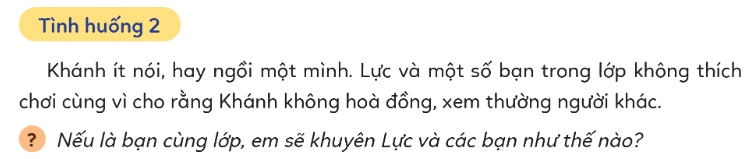 Tình huống 2
Khánh ít nói, hay ngồi một mình. Lực và một số bạn trong lớp không thích
chơi cùng vì cho rằng Khánh không hoà đồng, xem thường người khác.
? Nếu là bạn cùng lớp, em sẽ khuyên Lực và các bạn như thế nào?